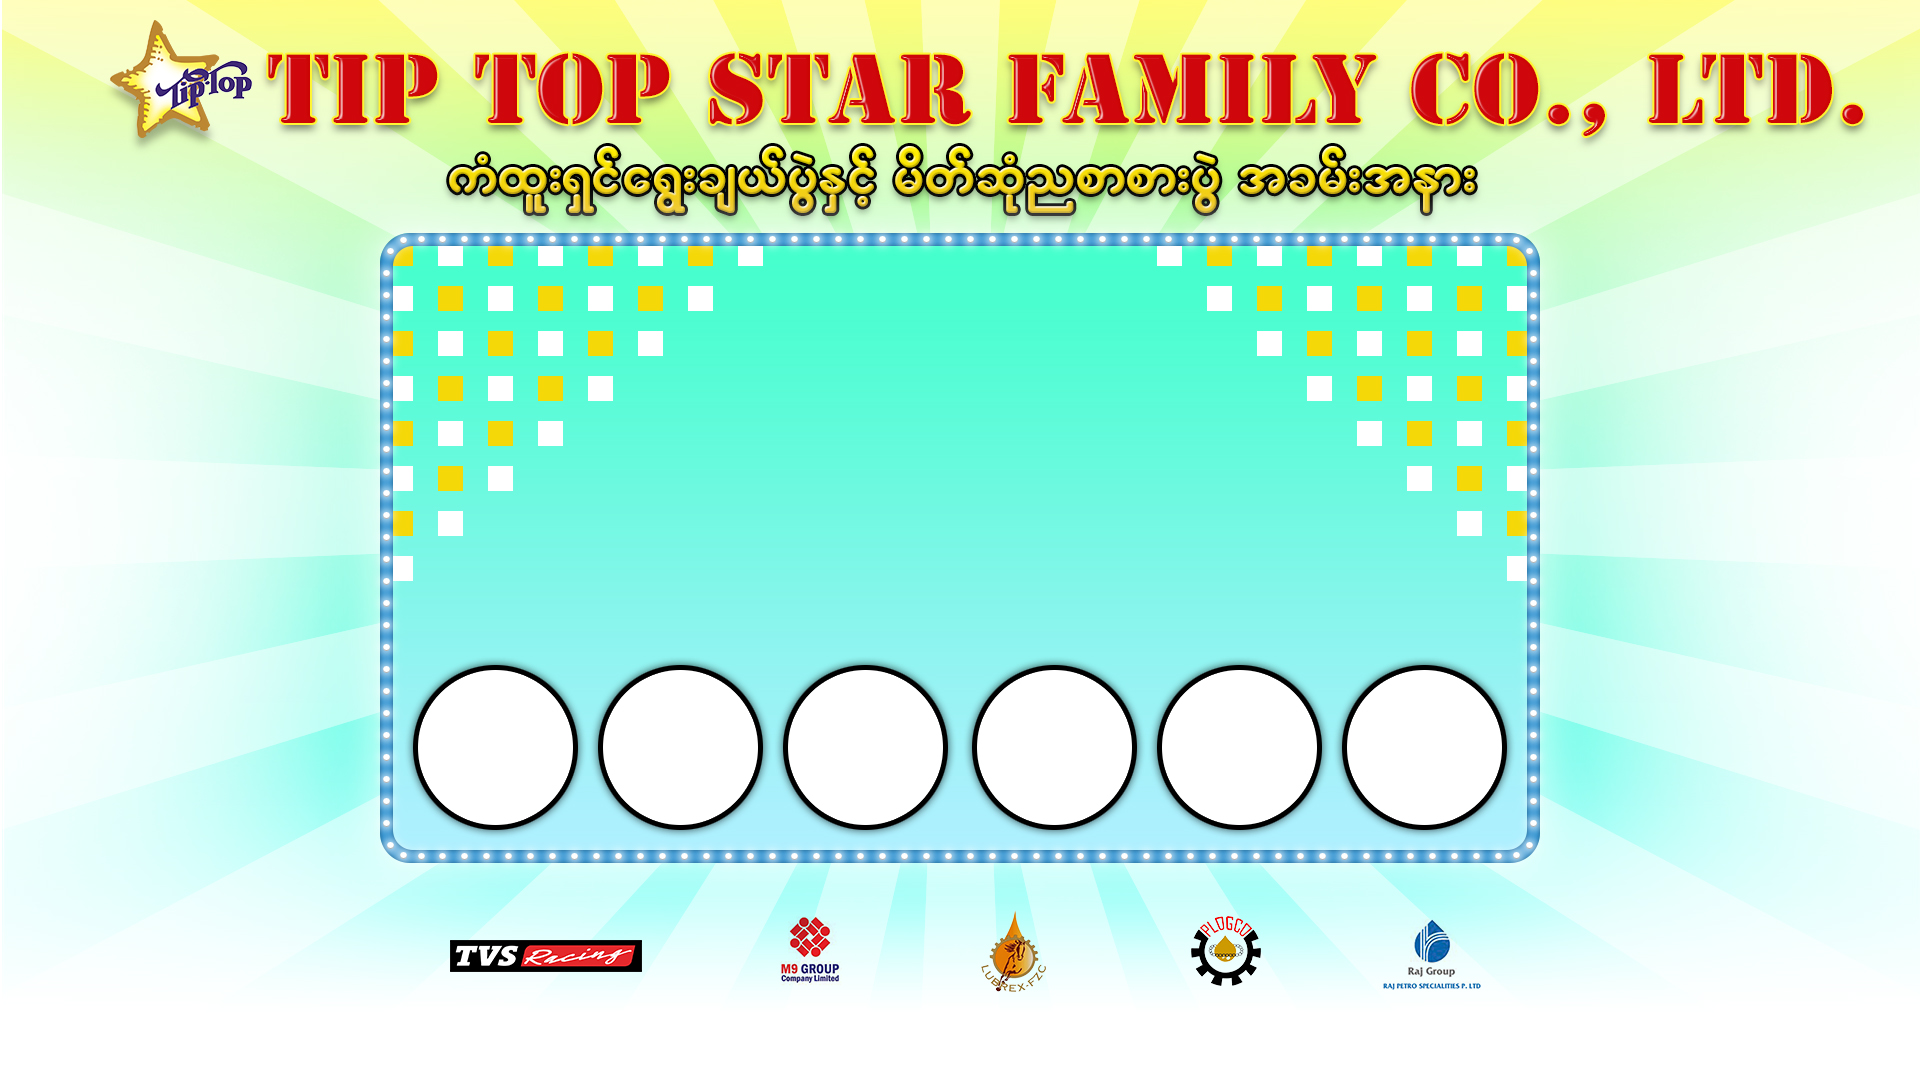 TipTop
TIP TOP STAR FAMILY CO., LTD.
ကံထူးရှင်ရွေးချယ်ပွဲနှင့် မိတ်ဆုံညစာစားပွဲ အခမ်းအနား
TVS Racing
M9 GROUP
Company Limited
LUBREX-FZC
PLOGCO
Raj Group
RAJ PETRO SPECIALITIES P. LTD